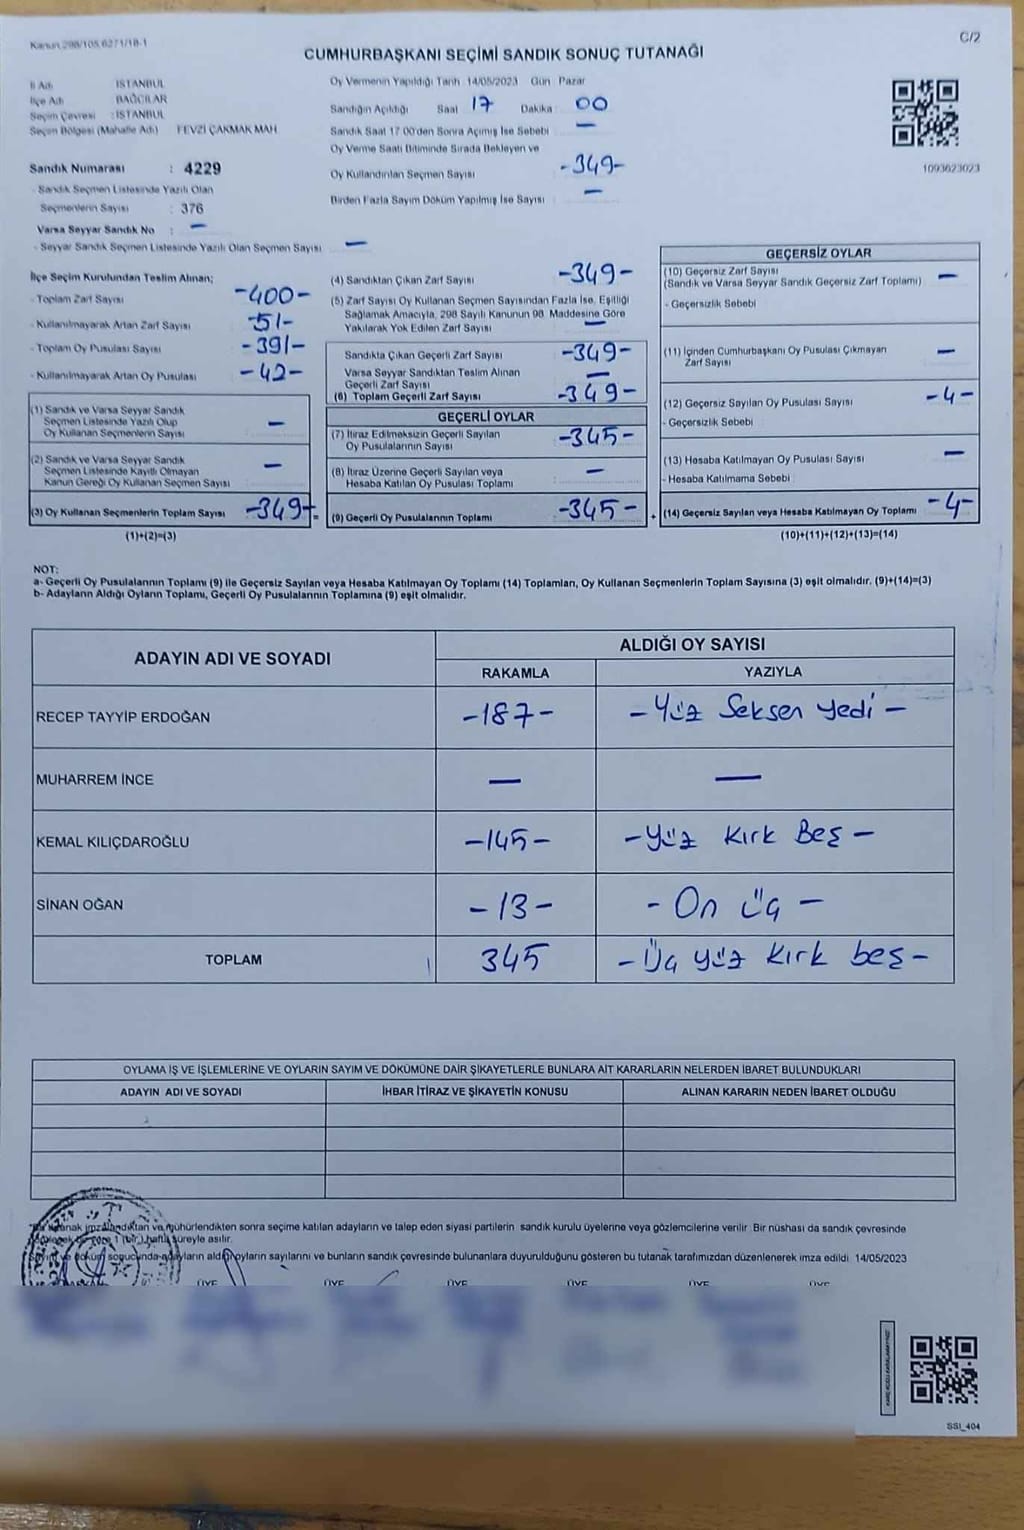 Kanun 298/105,6271/18-1
C/2
CUMHURBAŞKANI SEÇİMİ SANDIK SONUÇ TUTANAĞI
İl Adı : İSTANBUL
İlçe Adı : BAĞCILAR
Seçim Çevresi : İSTANBUL
Seçim Bölgesi (Mahalle Adı) FEVZİ ÇAKMAK MAH.
Sandık Numarası : 4229
- Sandık Seçmen Listesinde Yazılı Olan
Seçmenlerin Sayısı : 376
Varsa Seyyar Sandık No : —
- Seyyar Sandık Seçmen Listesinde Yazılı Olan Seçmen Sayısı —
Oy Vermenin Yapıldığı Tarih 14/05/2023 Gün : Pazar
Sandığın Açıldığı Saat 17 Dakika : 00
Sandık Saat 17:00'den Sonra Açımış İse Sebebi —
Oy Verme Saati Bitiminde Sırada Bekleyen ve
Oy Kullandırılan Seçmen Sayısı -349-
Birden Fazla Sayım Döküm Yapılmış İse Sayısı —
1093623023
İlçe Seçim Kurulundan Teslim Alınan;
- Toplam Zarf Sayısı -400-
- Kullanılmayarak Artan Zarf Sayısı -51-
- Toplam Oy Pusulası Sayısı -391-
- Kullanılmayarak Artan Oy Pusulası -42-
(1) Sandık ve Varsa Seyyar Sandık
Seçmen Listesinde Yazılı Olup
Oy Kullanan Seçmenlerin Sayısı —
(2) Sandık ve Varsa Seyyar Sandık
Seçmen Listesinde Kayıtlı Olmayan
Kanun Gereği Oy Kullanan Seçmen Sayısı —
(3) Oy Kullanan Seçmenlerin Toplam Sayısı -349-
(1)+(2)=(3)
(4) Sandıktan Çıkan Zarf Sayısı -349-
(5) Zarf Sayısı Oy Kullanan Seçmen Sayısından Fazla İse, Eşitliği
Sağlamak Amacıyla, 298 Sayılı Kanunun 98. Maddesine Göre
Yakılarak Yok Edilen Zarf Sayısı —
Sandıkta Çıkan Geçerli Zarf Sayısı -349-
Varsa Seyyar Sandıktan Teslim Alınan
Geçerli Zarf Sayısı —
(6) Toplam Geçerli Zarf Sayısı -349-
GEÇERLİ OYLAR
(7) İtiraz Edilmeksizin Geçerli Sayılan
Oy Pusulalarının Sayısı -345-
(8) İtiraz Üzerine Geçerli Sayılan veya
Hesaba Katılan Oy Pusulası Toplamı —
= (9) Geçerli Oy Pusulalarının Toplamı -345- +
GEÇERSİZ OYLAR
(10) Geçersiz Zarf Sayısı
(Sandık ve Varsa Seyyar Sandık Geçersiz Zarf Toplamı) —
- Geçersizlik Sebebi
(11) İçinden Cumhurbaşkanı Oy Pusulası Çıkmayan
Zarf Sayısı —
(12) Geçersiz Sayılan Oy Pusulası Sayısı -4-
- Geçersizlik Sebebi
(13) Hesaba Katılmayan Oy Pusulası Sayısı —
- Hesaba Katılmama Sebebi
(14) Geçersiz Sayılan veya Hesaba Katılmayan Oy Toplamı -4-
(10)+(11)+(12)+(13)=(14)
NOT:
a- Geçerli Oy Pusulalarının Toplamı (9) ile Geçersiz Sayılan veya Hesaba Katılmayan Oy Toplamı (14) Toplamları, Oy Kullanan Seçmenlerin Toplam Sayısına (3) eşit olmalıdır. (9)+(14)=(3)
b- Adayların Aldığı Oyların Toplamı, Geçerli Oy Pusulalarının Toplamına (9) eşit olmalıdır.
ADAYIN ADI VE SOYADI
ALDIĞI OY SAYISI
RAKAMLA YAZIYLA
RECEP TAYYİP ERDOĞAN -187- - Yüz Seksen Yedi -
MUHARREM İNCE — —
KEMAL KILIÇDAROĞLU -145- - Yüz Kırk Beş -
SİNAN OĞAN -13- - On Üç -
TOPLAM 345 - Üç yüz Kırk beş -
OYLAMA İŞ VE İŞLEMLERİNE VE OYLARIN SAYIM VE DÖKÜMÜNE DAİR ŞİKAYETLERLE BUNLARA AİT KARARLARIN NELERDEN İBARET BULUNDUKLARI
ADAYIN ADI VE SOYADI İHBAR İTİRAZ VE ŞİKAYETİN KONUSU ALINAN KARARIN NEDEN İBARET OLDUĞU
imzalandıktan ve mühürlendikten sonra seçime katılan adayların ve talep eden siyasi partilerin sandık kurulu üyelerine veya gözlemcilerine verilir. Bir nüshası da sandık çevresinde
süreyle asılır.
sonucunda adayların aldığı oyların sayılarını ve bunların sandık çevresinde bulunanlara duyurulduğunu gösteren bu tutanak tarafımızdan düzenlenerek imza edildi 14/05/2023
ÜYE ÜYE ÜYE ÜYE ÜYE ÜYE
SSI_404